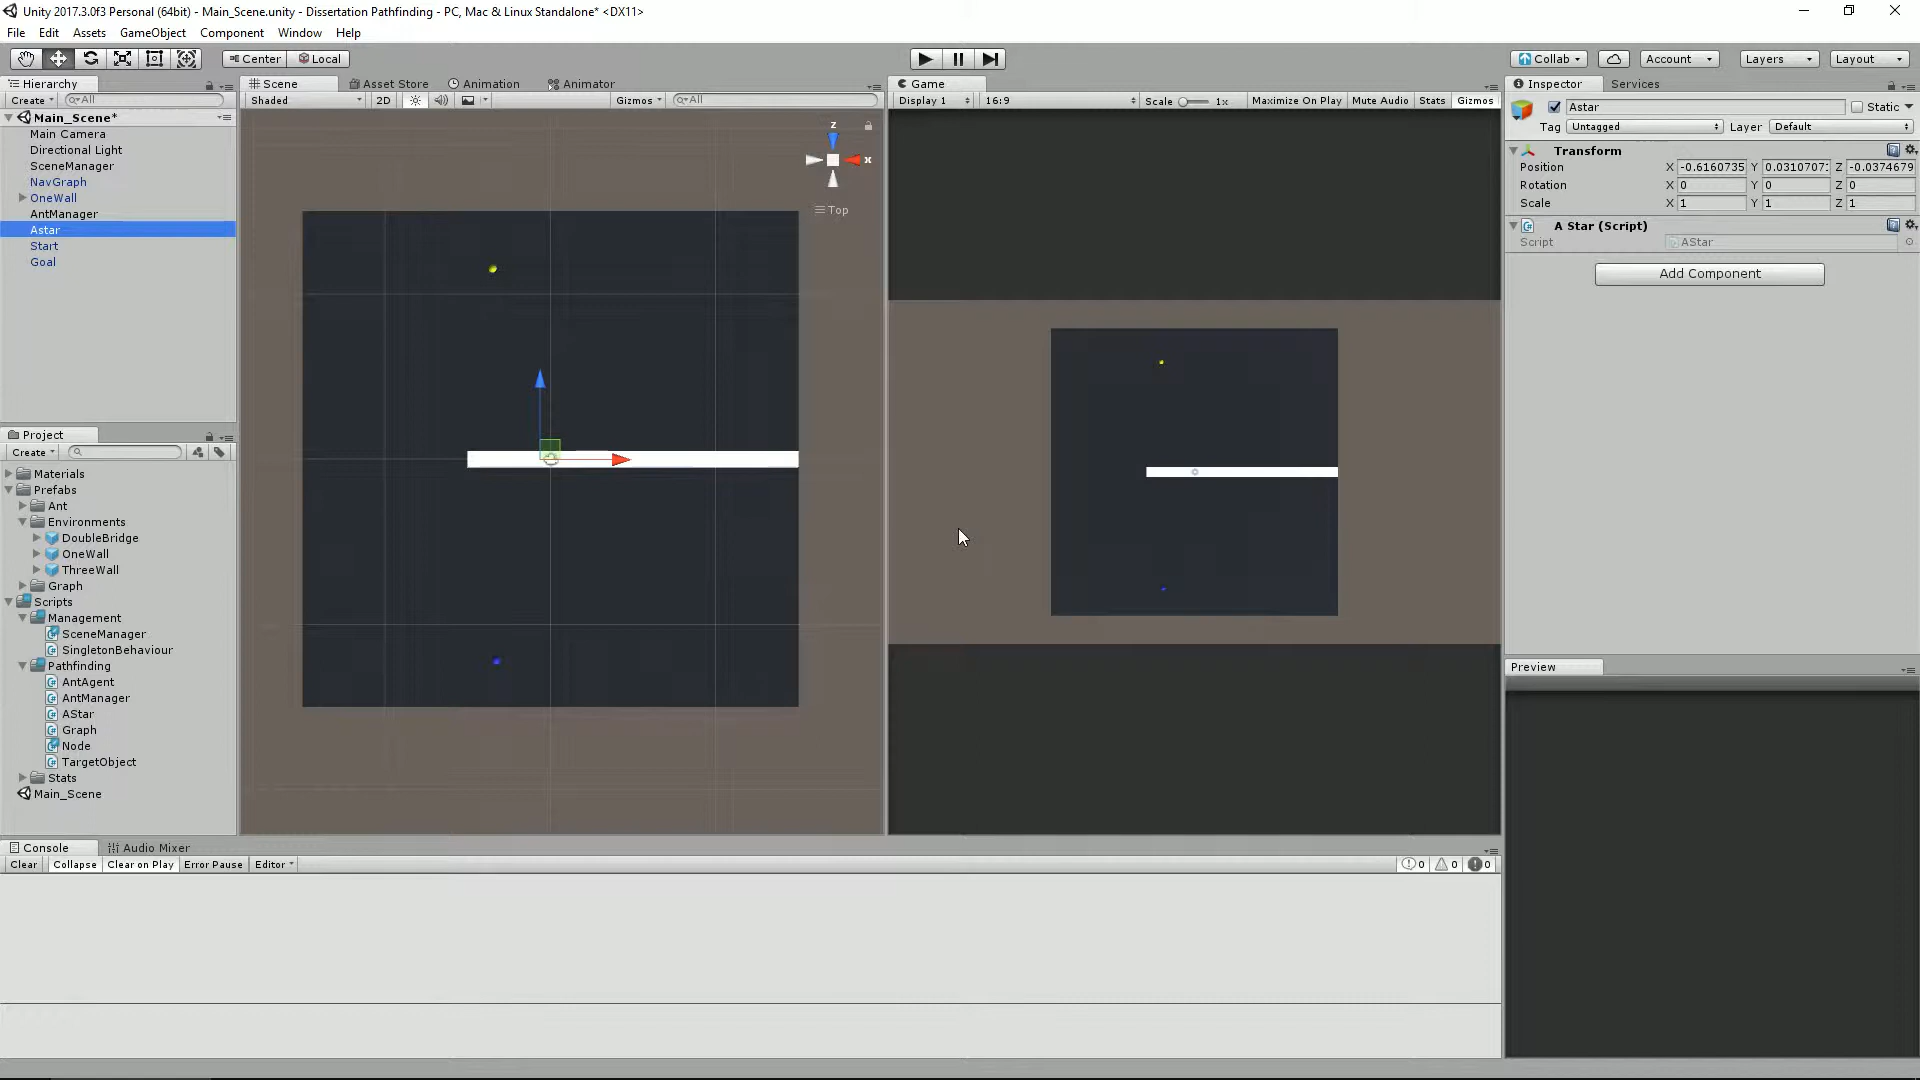 Unity 2017.3.0f3 Personal (64bit) - Main_Scene.unity - Dissertation Pathfinding - PC, Mac & Linux Standalone* <DX11>
File Edit Assets GameObject Component Window Help
Center Local Collab Account Layers Layout
Hierarchy
Create All
Main_Scene*
Main Camera
Directional Light
SceneManager
NavGraph
OneWall
AntManager
Astar
Start
Goal
Project
Create
Materials
Prefabs
Ant
Environments
DoubleBridge
OneWall
ThreeWall
Graph
Scripts
Management
SceneManager
SingletonBehaviour
Pathfinding
AntAgent
AntManager
AStar
Graph
Node
TargetObject
Stats
Main_Scene
Scene Asset Store Animation Animator
Shaded 2D Gizmos All
z
x
Top
Game
Display 1 16:9 Scale 1x Maximize On Play Mute Audio Stats Gizmos
Inspector Services
Astar Static
Tag Untagged Layer Default
Transform
Position X -0.6160735 Y 0.0310707 Z -0.0374679
Rotation X 0 Y 0 Z 0
Scale X 1 Y 1 Z 1
A Star (Script)
Script AStar
Add Component
Preview
Console Audio Mixer
Clear Collapse Clear on Play Error Pause Editor 0 0 0